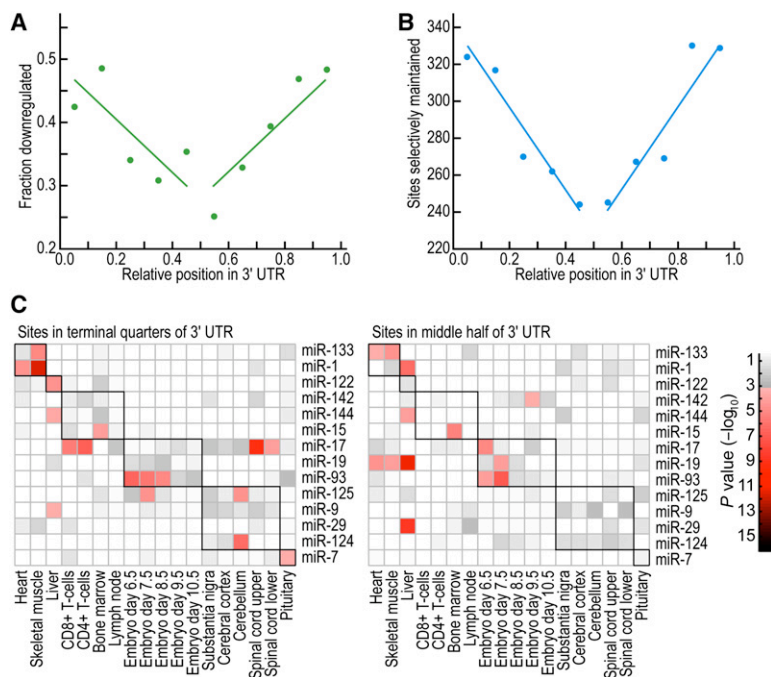 A
Fraction downregulated
0.5
0.4
0.3
0.2
0.0 0.2 0.4 0.6 0.8 1.0
Relative position in 3' UTR
B
Sites selectively maintained
340
320
300
280
260
240
220
0.0 0.2 0.4 0.6 0.8 1.0
Relative position in 3' UTR
C
Sites in terminal quarters of 3' UTR
miR-133
miR-1
miR-122
miR-142
miR-144
miR-15
miR-17
miR-19
miR-93
miR-125
miR-9
miR-29
miR-124
miR-7
Heart
Skeletal muscle
Liver
CD8+ T-cells
CD4+ T-cells
Bone marrow
Lymph node
Embryo day 6.5
Embryo day 7.5
Embryo day 8.5
Embryo day 9.5
Embryo day 10.5
Substantia nigra
Cerebral cortex
Cerebellum
Spinal cord upper
Spinal cord lower
Pituitary
Sites in middle half of 3' UTR
miR-133
miR-1
miR-122
miR-142
miR-144
miR-15
miR-17
miR-19
miR-93
miR-125
miR-9
miR-29
miR-124
miR-7
Heart
Skeletal muscle
Liver
CD8+ T-cells
CD4+ T-cells
Bone marrow
Lymph node
Embryo day 6.5
Embryo day 7.5
Embryo day 8.5
Embryo day 9.5
Embryo day 10.5
Substantia nigra
Cerebral cortex
Cerebellum
Spinal cord upper
Spinal cord lower
Pituitary
1
3
5
7
9
11
13
15
P value (−log10)